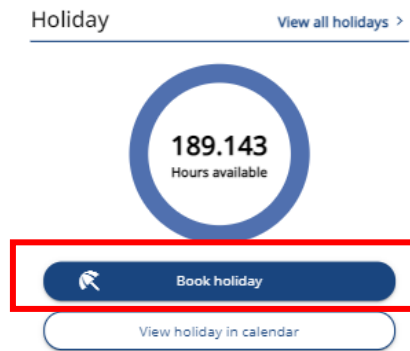 Holiday
View all holidays >
189.143
Hours available
Book holiday
View holiday in calendar